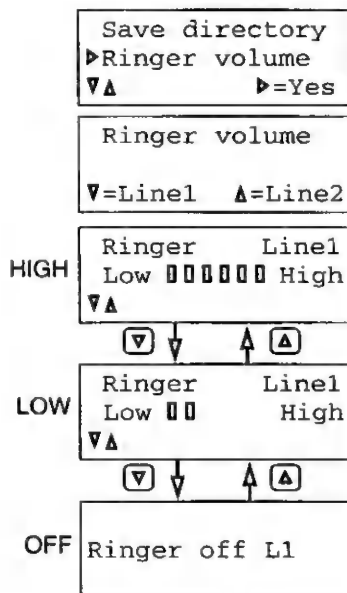 Save directory
▶Ringer volume
▼▲ ▶=Yes
Ringer volume
▼=Line1 ▲=Line2
HIGH
Ringer Line1
Low ▯▯▯▯▯▯ High
▼▲
▼ ▲
LOW
Ringer Line1
Low ▯▯ High
▼▲
▼ ▲
OFF
Ringer off L1